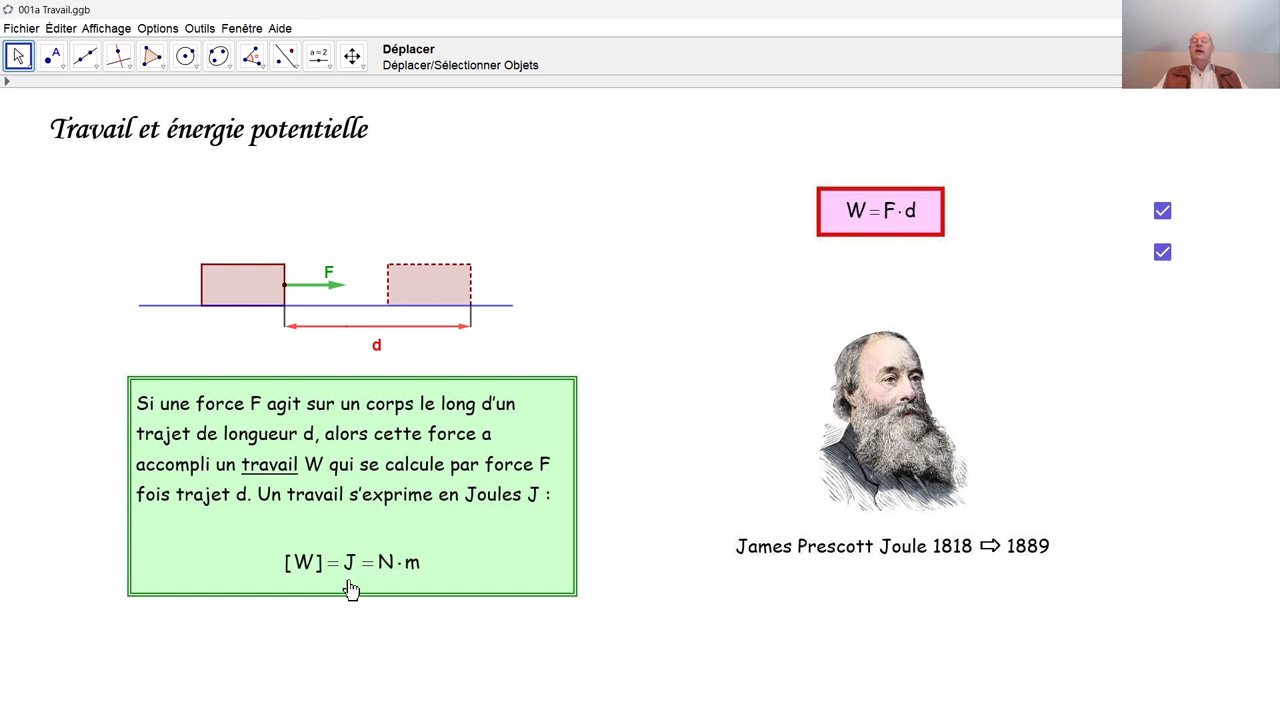 001a Travail.ggb
Fichier Éditer Affichage Options Outils Fenêtre Aide
A
a=2
Déplacer
Déplacer/Sélectionner Objets
Travail et énergie potentielle
W=F·d
F
d
Si une force F agit sur un corps le long d'un
trajet de longueur d, alors cette force a
accompli un travail W qui se calcule par force F
fois trajet d. Un travail s'exprime en Joules J :
[W]=J=N·m
James Prescott Joule 1818 ⇨ 1889